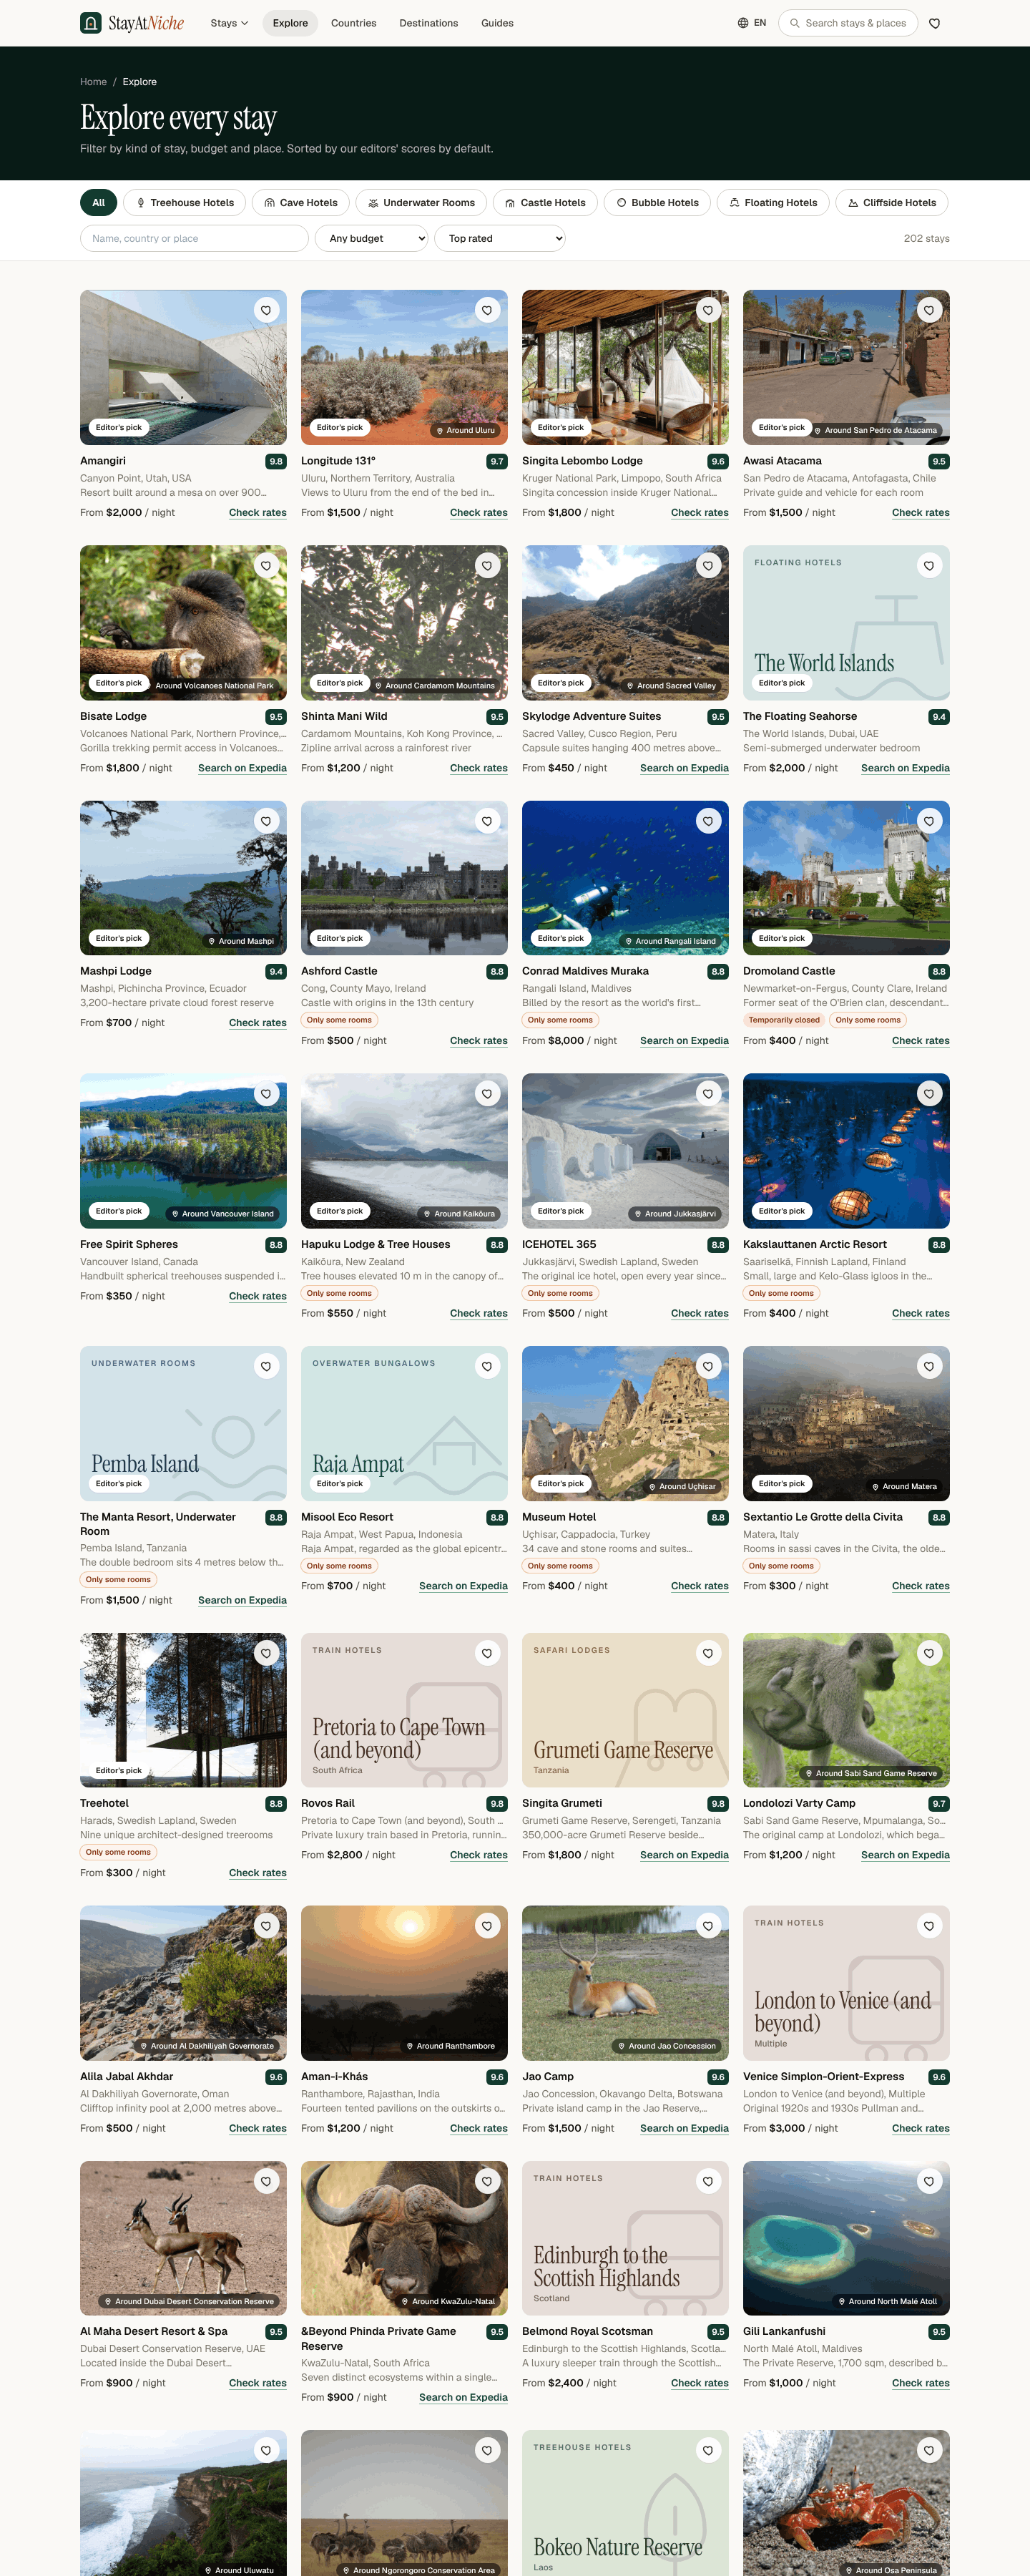 StayAtNiche
Stays
Explore
Countries
Destinations
Guides
EN
Search stays & places
Home / Explore
Explore every stay
Filter by kind of stay, budget and place. Sorted by our editors' scores by default.
All
Treehouse Hotels
Cave Hotels
Underwater Rooms
Castle Hotels
Bubble Hotels
Floating Hotels
Cliffside Hotels
Name, country or place
Any budget
Top rated
202 stays
Editor's pick
Amangiri 9.8
Canyon Point, Utah, USA
Resort built around a mesa on over 900…
From $2,000 / night Check rates
Editor's pick
Around Uluru
Longitude 131° 9.7
Uluru, Northern Territory, Australia
Views to Uluru from the end of the bed in…
From $1,500 / night Check rates
Editor's pick
Singita Lebombo Lodge 9.6
Kruger National Park, Limpopo, South Africa
Singita concession inside Kruger National…
From $1,800 / night Check rates
Editor's pick
Around San Pedro de Atacama
Awasi Atacama 9.5
San Pedro de Atacama, Antofagasta, Chile
Private guide and vehicle for each room
From $1,500 / night Check rates
Editor's pick
Around Volcanoes National Park
Bisate Lodge 9.5
Volcanoes National Park, Northern Province,…
Gorilla trekking permit access in Volcanoes…
From $1,800 / night Search on Expedia
Editor's pick
Around Cardamom Mountains
Shinta Mani Wild 9.5
Cardamom Mountains, Koh Kong Province, …
Zipline arrival across a rainforest river
From $1,200 / night Check rates
Editor's pick
Around Sacred Valley
Skylodge Adventure Suites 9.5
Sacred Valley, Cusco Region, Peru
Capsule suites hanging 400 metres above…
From $450 / night Check rates
FLOATING HOTELS
The World Islands
Editor's pick
The Floating Seahorse 9.4
The World Islands, Dubai, UAE
Semi-submerged underwater bedroom
From $2,000 / night Search on Expedia
Editor's pick
Around Mashpi
Mashpi Lodge 9.4
Mashpi, Pichincha Province, Ecuador
3,200-hectare private cloud forest reserve
From $700 / night Check rates
Editor's pick
Ashford Castle 8.8
Cong, County Mayo, Ireland
Castle with origins in the 13th century
Only some rooms
From $500 / night Check rates
Editor's pick
Around Rangali Island
Conrad Maldives Muraka 8.8
Rangali Island, Maldives
Billed by the resort as the world's first…
Only some rooms
From $8,000 / night Search on Expedia
Editor's pick
Dromoland Castle 8.8
Newmarket-on-Fergus, County Clare, Ireland
Former seat of the O'Brien clan, descendant…
Temporarily closed Only some rooms
From $400 / night Check rates
Editor's pick
Around Vancouver Island
Free Spirit Spheres 8.8
Vancouver Island, Canada
Handbuilt spherical treehouses suspended i…
From $350 / night Check rates
Editor's pick
Around Kaikōura
Hapuku Lodge & Tree Houses 8.8
Kaikōura, New Zealand
Tree houses elevated 10 m in the canopy of…
Only some rooms
From $550 / night Check rates
Editor's pick
Around Jukkasjärvi
ICEHOTEL 365 8.8
Jukkasjärvi, Swedish Lapland, Sweden
The original ice hotel, open every year since…
Only some rooms
From $500 / night Check rates
Editor's pick
Kakslauttanen Arctic Resort 8.8
Saariselkä, Finnish Lapland, Finland
Small, large and Kelo-Glass igloos in the…
Only some rooms
From $400 / night Check rates
UNDERWATER ROOMS
Pemba Island
Editor's pick
The Manta Resort, Underwater Room 8.8
Pemba Island, Tanzania
The double bedroom sits 4 metres below th…
Only some rooms
From $1,500 / night Search on Expedia
OVERWATER BUNGALOWS
Raja Ampat
Editor's pick
Misool Eco Resort 8.8
Raja Ampat, West Papua, Indonesia
Raja Ampat, regarded as the global epicentr…
Only some rooms
From $700 / night Search on Expedia
Editor's pick
Around Uçhisar
Museum Hotel 8.8
Uçhisar, Cappadocia, Turkey
34 cave and stone rooms and suites…
Only some rooms
From $400 / night Check rates
Editor's pick
Around Matera
Sextantio Le Grotte della Civita 8.8
Matera, Italy
Rooms in sassi caves in the Civita, the olde…
Only some rooms
From $300 / night Check rates
Editor's pick
Treehotel 8.8
Harads, Swedish Lapland, Sweden
Nine unique architect-designed treerooms
Only some rooms
From $300 / night Check rates
TRAIN HOTELS
Pretoria to Cape Town
(and beyond)
South Africa
Rovos Rail 9.8
Pretoria to Cape Town (and beyond), South …
Private luxury train based in Pretoria, runnin…
From $2,800 / night Check rates
SAFARI LODGES
Grumeti Game Reserve
Tanzania
Singita Grumeti 9.8
Grumeti Game Reserve, Serengeti, Tanzania
350,000-acre Grumeti Reserve beside…
From $1,800 / night Search on Expedia
Around Sabi Sand Game Reserve
Londolozi Varty Camp 9.7
Sabi Sand Game Reserve, Mpumalanga, So…
The original camp at Londolozi, which bega…
From $1,200 / night Search on Expedia
Around Al Dakhiliyah Governorate
Alila Jabal Akhdar 9.6
Al Dakhiliyah Governorate, Oman
Clifftop infinity pool at 2,000 metres above…
From $500 / night Check rates
Around Ranthambore
Aman-i-Khás 9.6
Ranthambore, Rajasthan, India
Fourteen tented pavilions on the outskirts o…
From $1,200 / night Check rates
Around Jao Concession
Jao Camp 9.6
Jao Concession, Okavango Delta, Botswana
Private island camp in the Jao Reserve,…
From $1,500 / night Search on Expedia
TRAIN HOTELS
London to Venice (and
beyond)
Multiple
Venice Simplon-Orient-Express 9.6
London to Venice (and beyond), Multiple
Original 1920s and 1930s Pullman and…
From $3,000 / night Check rates
Around Dubai Desert Conservation Reserve
Al Maha Desert Resort & Spa 9.5
Dubai Desert Conservation Reserve, UAE
Located inside the Dubai Desert…
From $900 / night Check rates
Around KwaZulu-Natal
&Beyond Phinda Private Game Reserve 9.5
KwaZulu-Natal, South Africa
Seven distinct ecosystems within a single…
From $900 / night Search on Expedia
TRAIN HOTELS
Edinburgh to the
Scottish Highlands
Scotland
Belmond Royal Scotsman 9.5
Edinburgh to the Scottish Highlands, Scotla…
A luxury sleeper train through the Scottish…
From $2,400 / night Check rates
Around North Malé Atoll
Gili Lankanfushi 9.5
North Malé Atoll, Maldives
The Private Reserve, 1,700 sqm, described b…
From $1,000 / night Check rates
Around Uluwatu
Around Ngorongoro Conservation Area
TREEHOUSE HOTELS
Bokeo Nature Reserve
Laos
Around Osa Peninsula